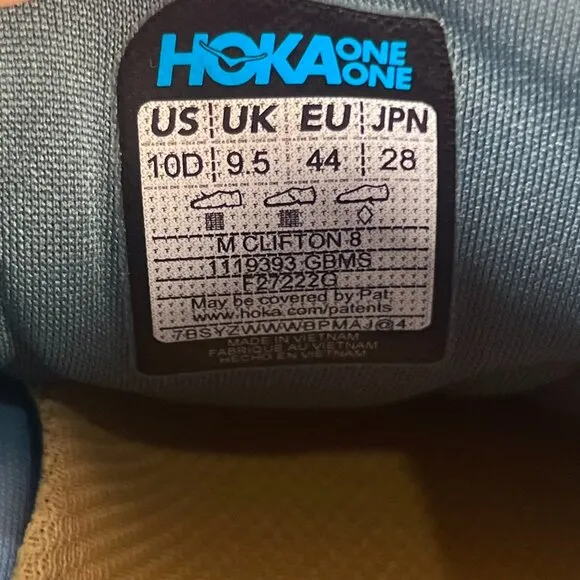 HOKA ONE ONE
US UK EU JPN
10D 9.5 44 28
M CLIFTON 8
1119393 GBMS
F27222G
May be covered by Pat:
www.hoka.com/patents
7BSYZWWWBPMAJ@4
MADE IN VIETNAM
FABRIQUÉ AU VIETNAM
HECHO EN VIETNAM